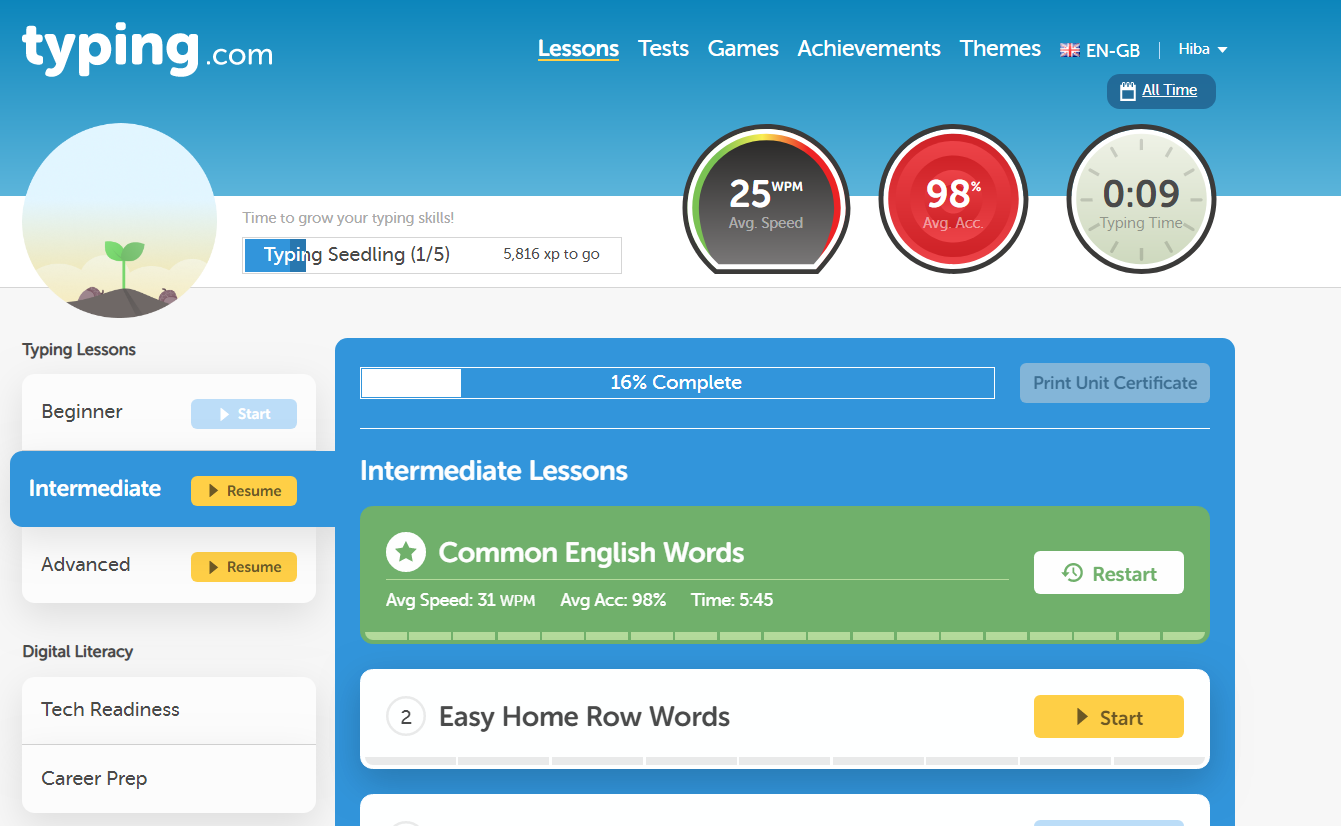 typing.com
Lessons Tests Games Achievements Themes EN-GB Hiba
All Time
25 WPM
Avg. Speed
98%
Avg. Acc.
0:09
Typing Time
Time to grow your typing skills!
Typing Seedling (1/5) 5,816 xp to go
Typing Lessons
Beginner Start
Intermediate Resume
Advanced Resume
Digital Literacy
Tech Readiness
Career Prep
16% Complete Print Unit Certificate
Intermediate Lessons
Common English Words
Restart
Avg Speed: 31 WPM Avg Acc: 98% Time: 5:45
2 Easy Home Row Words Start